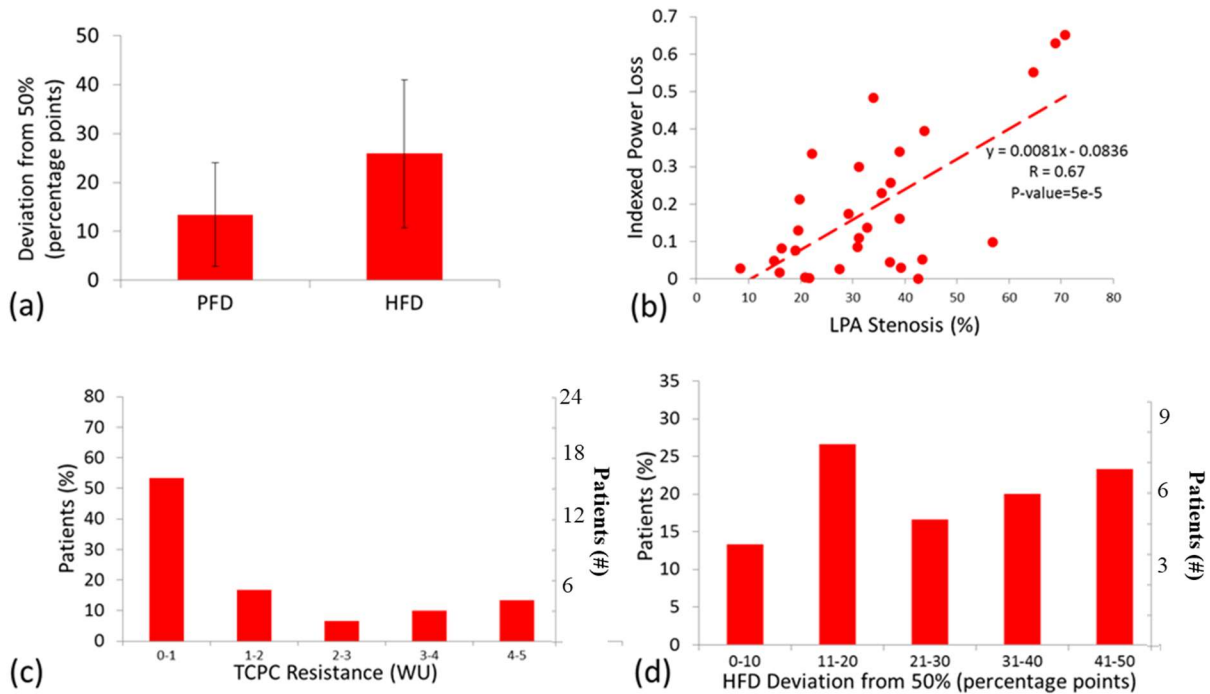 50
40
30
20
10
0
Deviation from 50%
(percentage points)
PFD
HFD
(a)
0.7
0.6
0.5
0.4
0.3
0.2
0.1
0
Indexed Power Loss
y = 0.0081x - 0.0836
R = 0.67
P-value=5e-5
0 10 20 30 40 50 60 70 80
LPA Stenosis (%)
(b)
80
70
60
50
40
30
20
10
0
Patients (%)
24
18
12
6
Patients (#)
0-1 1-2 2-3 3-4 4-5
TCPC Resistance (WU)
(c)
35
30
25
20
15
10
5
0
Patients (%)
9
6
3
Patients (#)
0-10 11-20 21-30 31-40 41-50
HFD Deviation from 50% (percentage points)
(d)